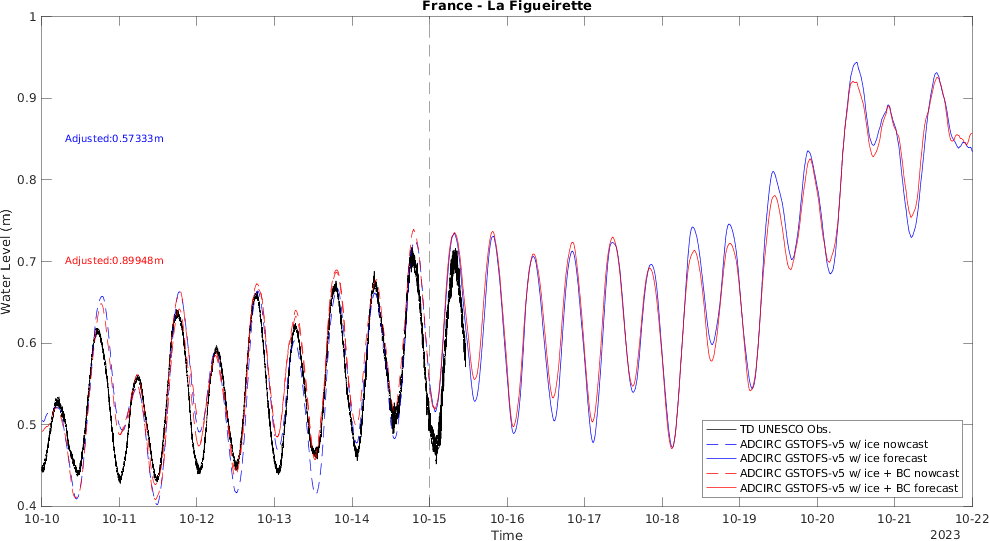 France - La Figueirette
Water Level (m)
1
0.9
0.8
0.7
0.6
0.5
0.4
Adjusted:0.57333m
Adjusted:0.89948m
TD UNESCO Obs.
ADCIRC GSTOFS-v5 w/ ice nowcast
ADCIRC GSTOFS-v5 w/ ice forecast
ADCIRC GSTOFS-v5 w/ ice + BC nowcast
ADCIRC GSTOFS-v5 w/ ice + BC forecast
10-10 10-11 10-12 10-13 10-14 10-15 10-16 10-17 10-18 10-19 10-20 10-21 10-22
Time
2023